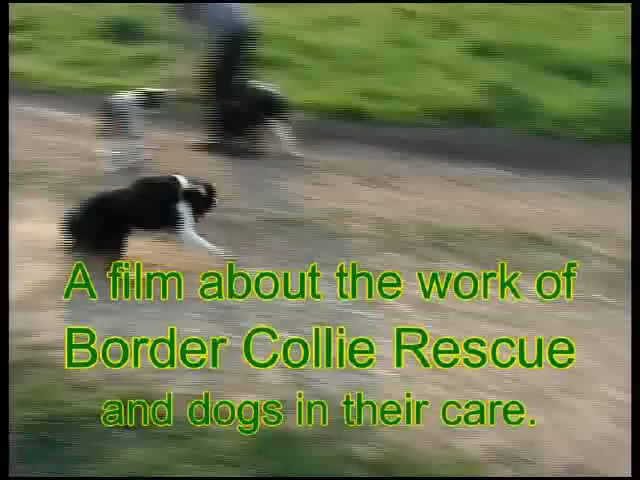 A film about the work of
Border Collie Rescue
and dogs in their care.